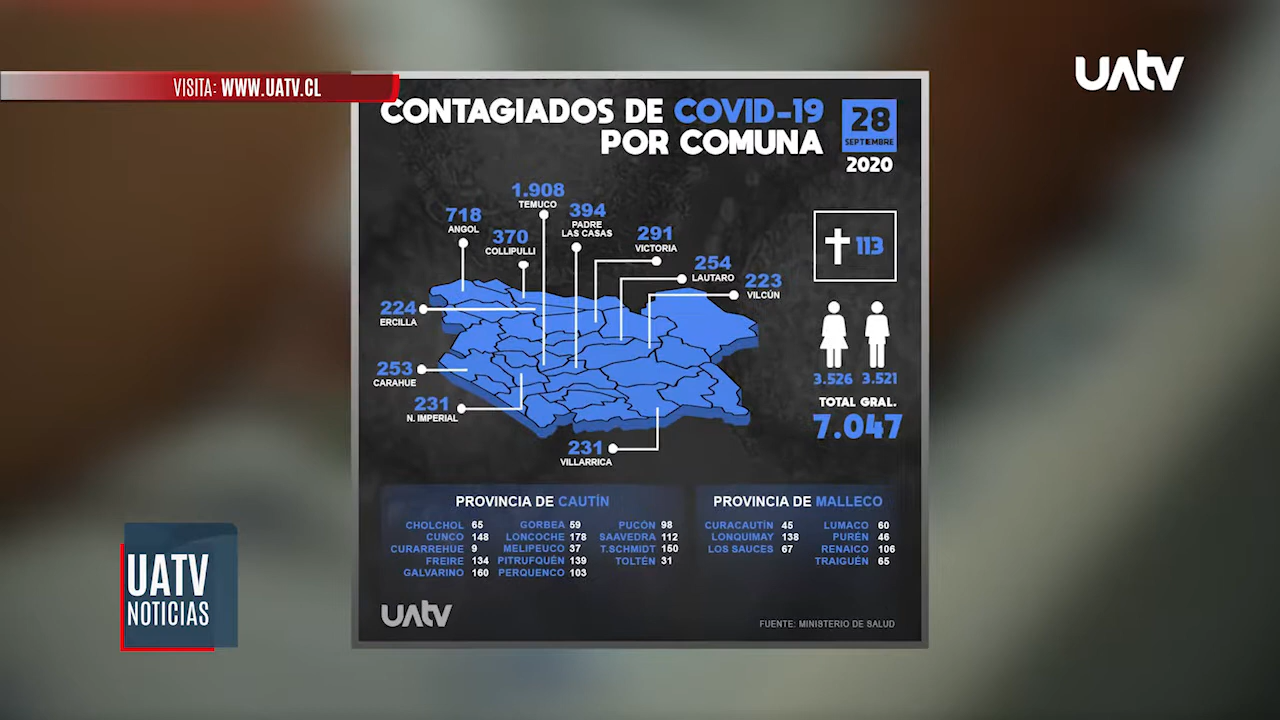 VISITA: WWW.UATV.CL
UATV
CONTAGIADOS DE COVID-19
POR COMUNA
28
SEPTIEMBRE
2020
1.908
TEMUCO
718
ANGOL
370
COLLIPULLI
394
PADRE
LAS CASAS
291
VICTORIA
254
LAUTARO
223
VILCÚN
224
ERCILLA
253
CARAHUE
231
N. IMPERIAL
231
VILLARRICA
113
3.526 3.521
TOTAL GRAL.
7.047
PROVINCIA DE CAUTÍN
CHOLCHOL 65 GORBEA 59 PUCÓN 98
CUNCO 148 LONCOCHE 178 SAAVEDRA 112
CURARREHUE 9 MELIPEUCO 37 T.SCHMIDT 150
FREIRE 134 PITRUFQUÉN 139 TOLTÉN 31
GALVARINO 160 PERQUENCO 103
PROVINCIA DE MALLECO
CURACAUTÍN 45 LUMACO 60
LONQUIMAY 138 PURÉN 46
LOS SAUCES 67 RENAICO 106
TRAIGUÉN 65
UATV
FUENTE: MINISTERIO DE SALUD
UATV
NOTICIAS